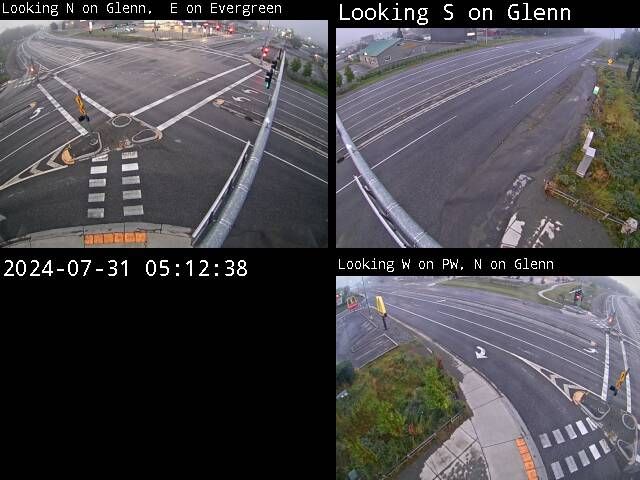 Looking N on Glenn,  E on Evergreen
Looking S on Glenn
2024-07-31 05:12:38
Looking W on PW, N on Glenn